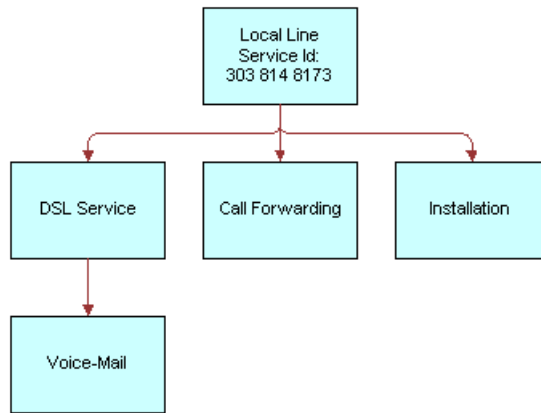 Local Line
Service Id:
303 814 8173
DSL Service
Call Forwarding
Installation
Voice-Mail